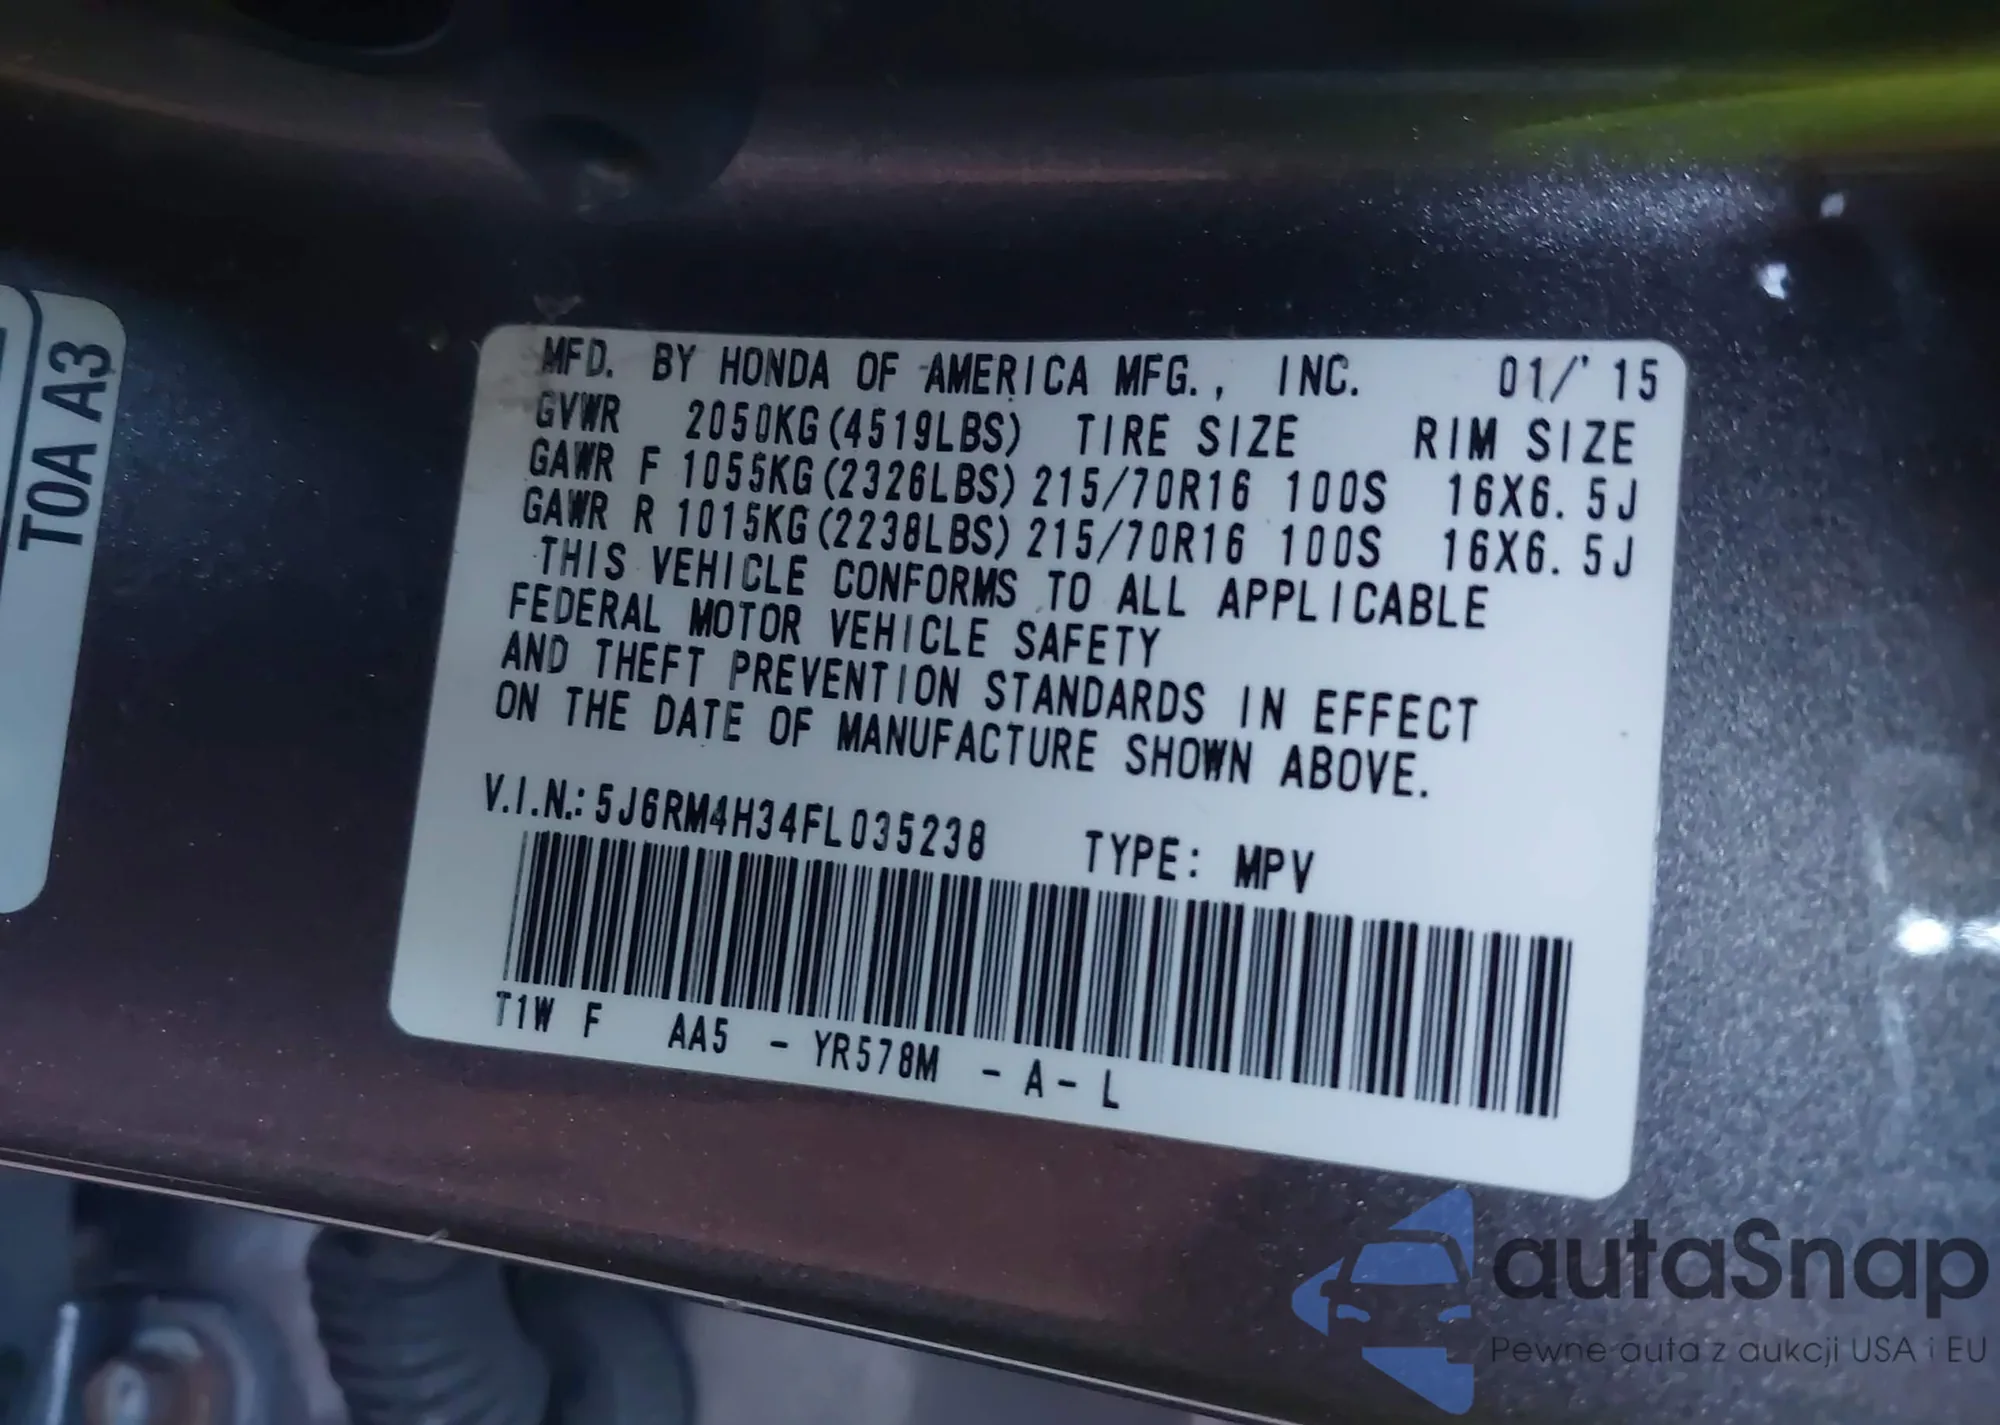 T0A A3
MFD. BY HONDA OF AMERICA MFG., INC. 01/'15
GVWR 2050KG(4519LBS) TIRE SIZE RIM SIZE
GAWR F 1055KG(2326LBS) 215/70R16 100S 16X6.5J
GAWR R 1015KG(2238LBS) 215/70R16 100S 16X6.5J
THIS VEHICLE CONFORMS TO ALL APPLICABLE
FEDERAL MOTOR VEHICLE SAFETY
AND THEFT PREVENTION STANDARDS IN EFFECT
ON THE DATE OF MANUFACTURE SHOWN ABOVE.
V.I.N.: 5J6RM4H34FL035238 TYPE: MPV
T1W F AA5 - YR578M - A - L
autaSnap
Pewne auta z aukcji USA i EU